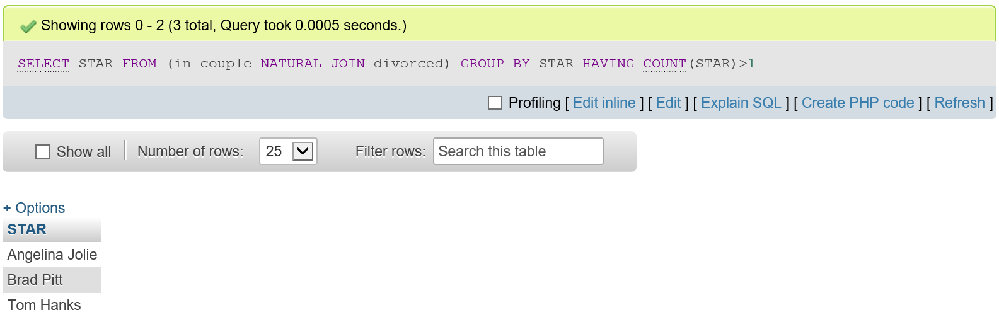 Showing rows 0 - 2 (3 total, Query took 0.0005 seconds.)
SELECT STAR FROM (in_couple NATURAL JOIN divorced) GROUP BY STAR HAVING COUNT(STAR)>1
Profiling [ Edit inline ] [ Edit ] [ Explain SQL ] [ Create PHP code ] [ Refresh ]
Show all Number of rows: 25 Filter rows: Search this table
+ Options
STAR
Angelina Jolie
Brad Pitt
Tom Hanks